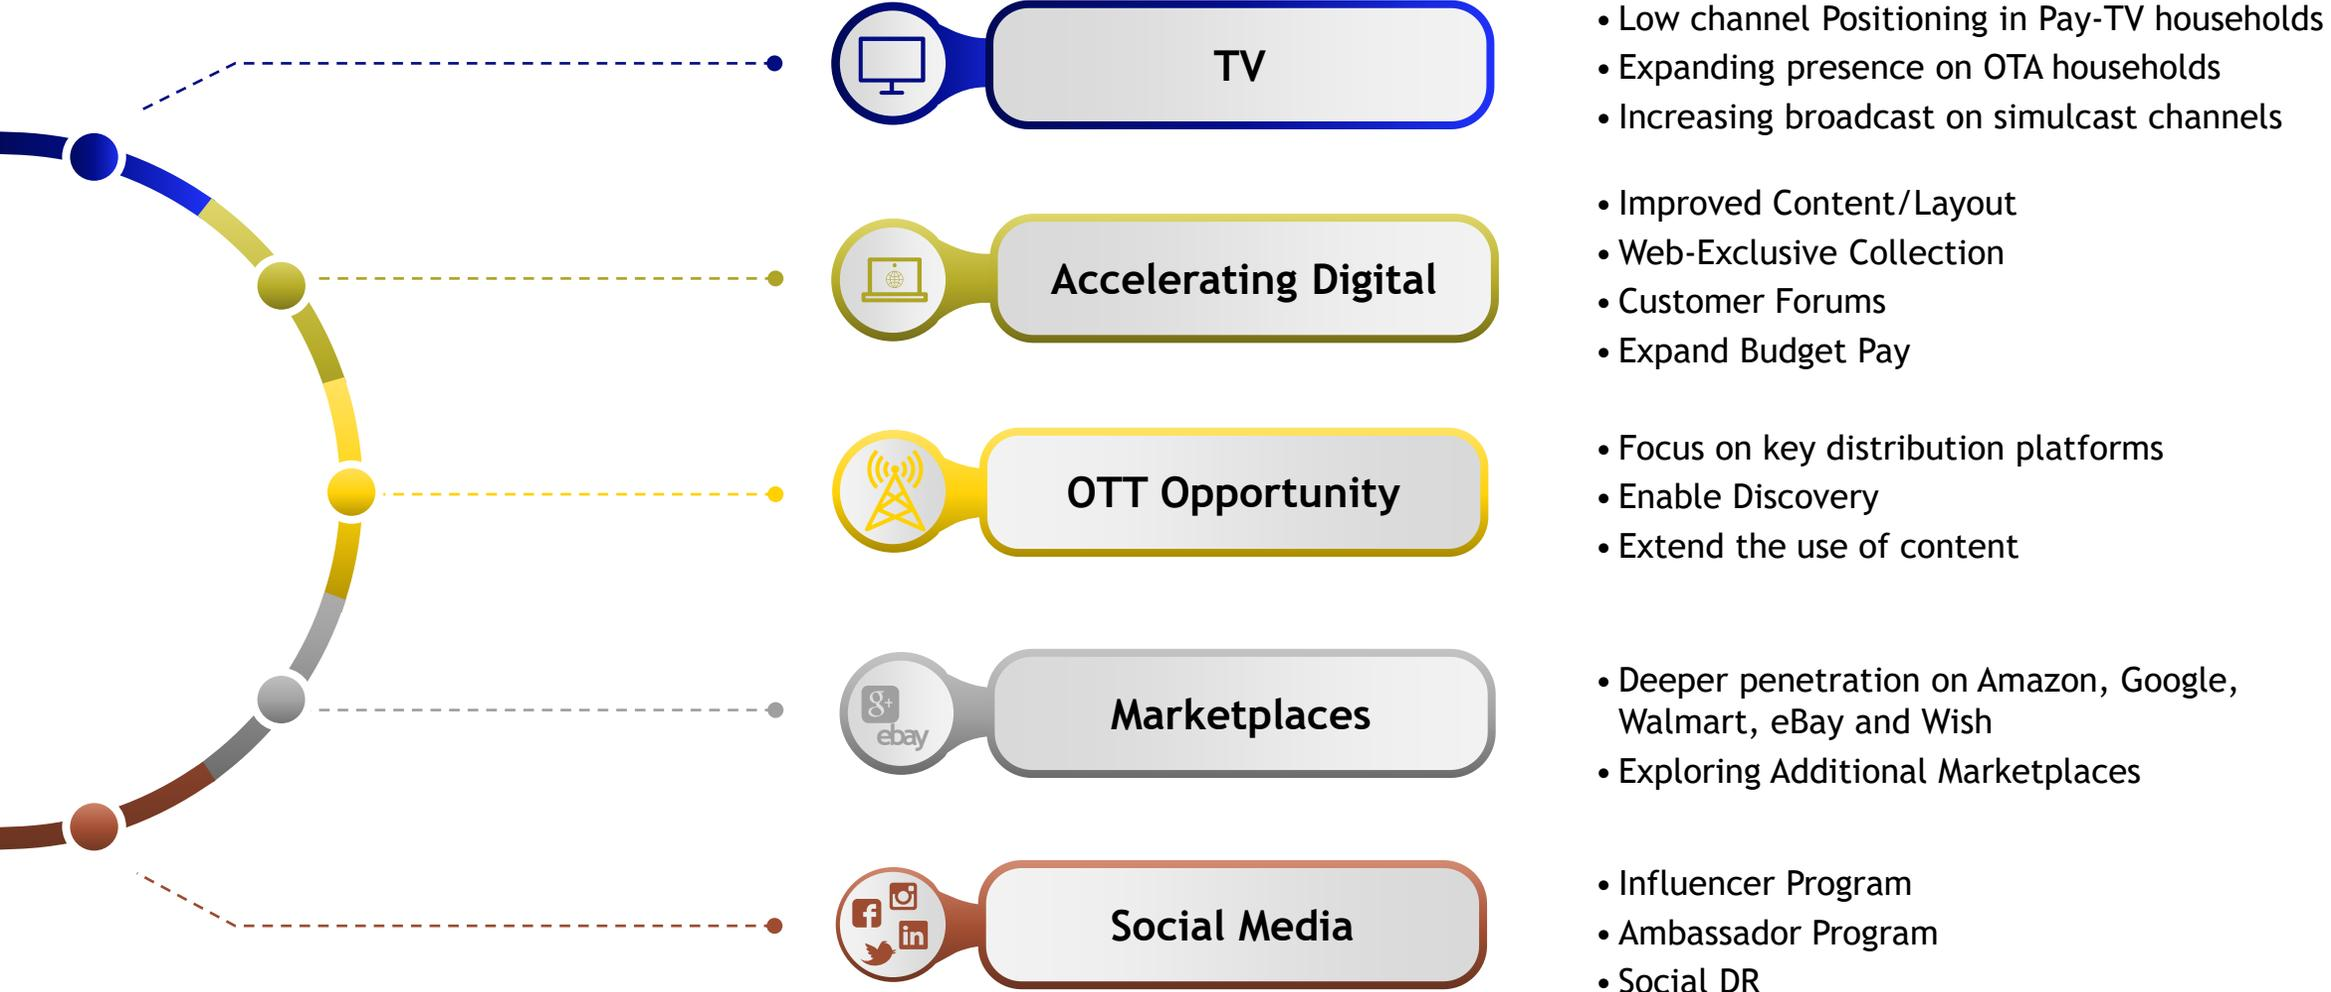 TV
• Low channel Positioning in Pay-TV households
• Expanding presence on OTA households
• Increasing broadcast on simulcast channels
Accelerating Digital
• Improved Content/Layout
• Web-Exclusive Collection
• Customer Forums
• Expand Budget Pay
OTT Opportunity
• Focus on key distribution platforms
• Enable Discovery
• Extend the use of content
g+
ebay
Marketplaces
• Deeper penetration on Amazon, Google,
Walmart, eBay and Wish
• Exploring Additional Marketplaces
f
in
Social Media
• Influencer Program
• Ambassador Program
• Social DR